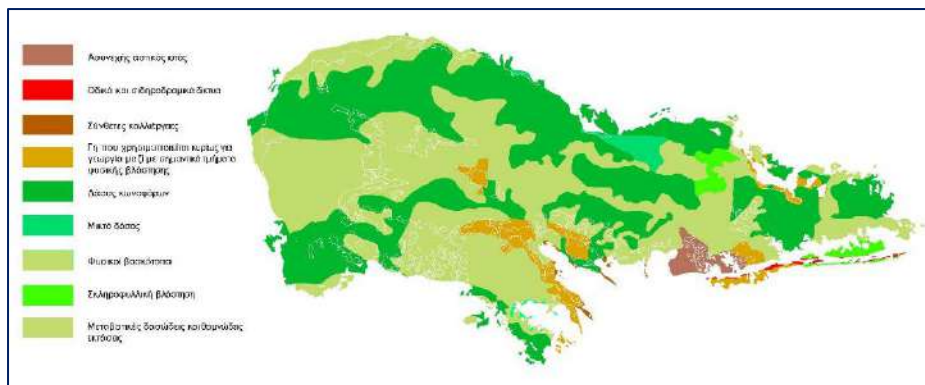 Ασυνεχής αστικός ιστός
Οδικά και σιδηροδρομικά δίκτυα
Σύνθετες καλλιέργειες
Γη που χρησιμοποιείται κυρίως για
γεωργία μαζί με σημαντικά τμήματα
φυσικής βλάστησης
Δάσος κωνοφόρων
Μικτό δάσος
Φυσικοί βοσκότοποι
Σκληροφυλλική βλάστηση
Μεταβατικές δασώδεις και θαμνώδεις
εκτάσεις